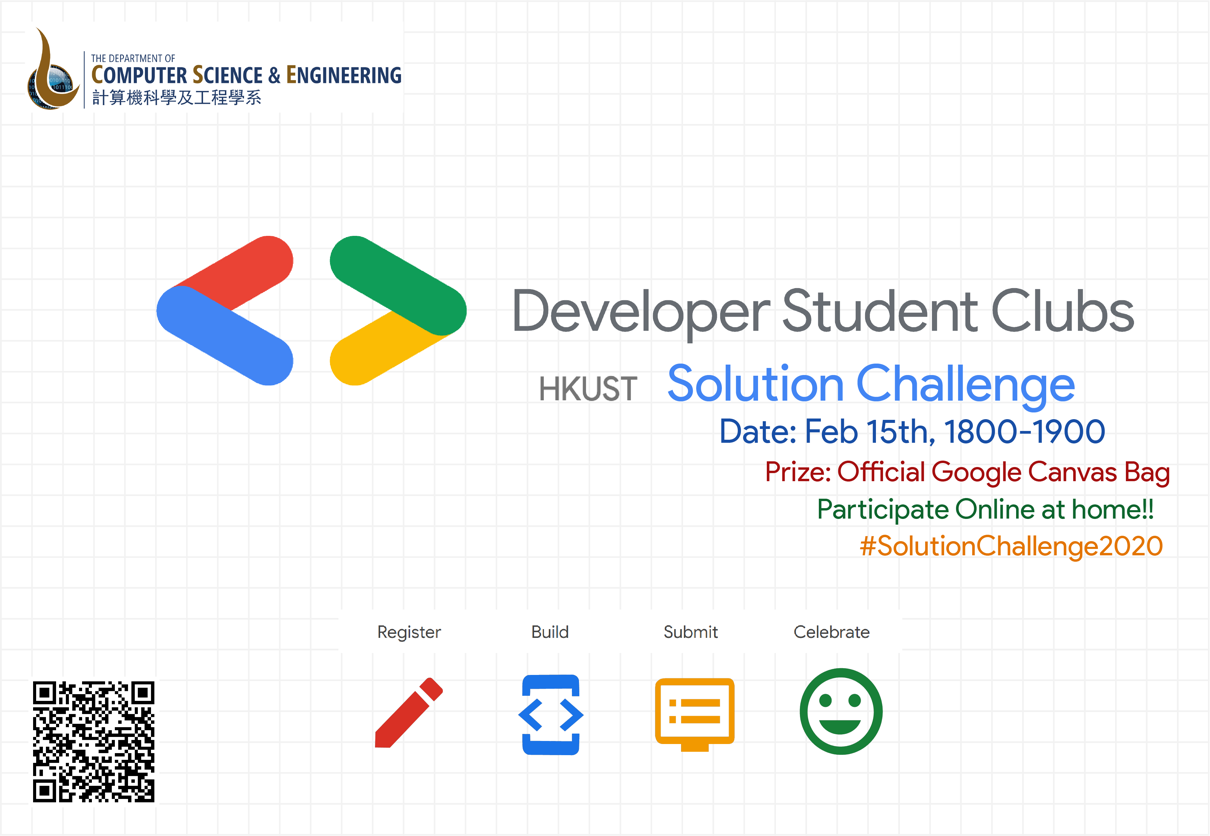 THE DEPARTMENT OF
COMPUTER SCIENCE & ENGINEERING
計算機科學及工程學系
Developer Student Clubs
HKUST Solution Challenge
Date: Feb 15th, 1800-1900
Prize: Official Google Canvas Bag
Participate Online at home!!
#SolutionChallenge2020
Register Build Submit Celebrate